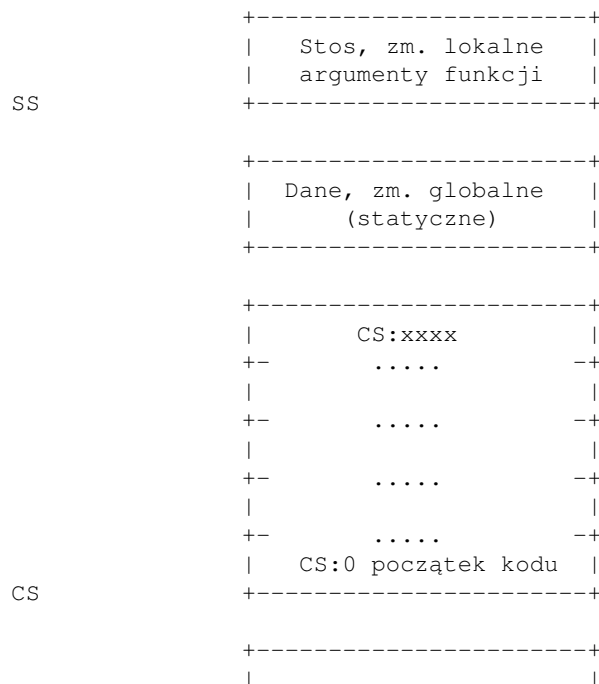 +-----------------------+
|   Stos, zm. lokalne   |
|   argumenty funkcji   |
SS +-----------------------+
+-----------------------+
|  Dane, zm. globalne   |
|      (statyczne)      |
+-----------------------+
+-----------------------+
|       CS:xxxx         |
+-       .....         -+
|                       |
+-       .....         -+
|                       |
+-       .....         -+
|                       |
+-       .....         -+
|   CS:0 początek kodu  |
CS +-----------------------+
+-----------------------+
|                       |